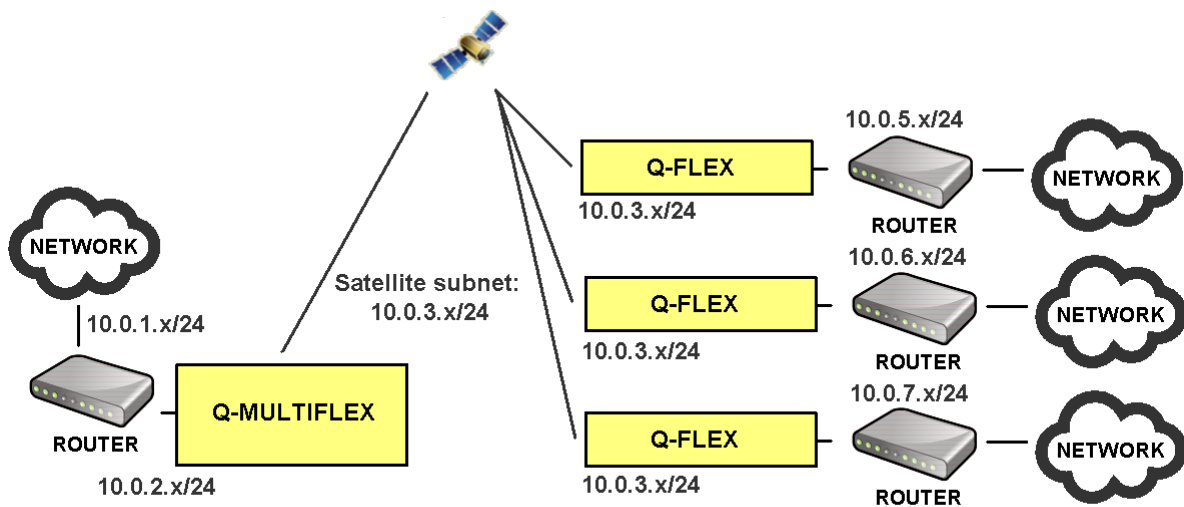 10.0.5.x/24
Q-FLEX
NETWORK
10.0.3.x/24
ROUTER
NETWORK
10.0.6.x/24
Satellite subnet:
10.0.3.x/24
Q-FLEX
NETWORK
10.0.1.x/24
10.0.3.x/24
ROUTER
10.0.7.x/24
Q-MULTIFLEX
ROUTER
Q-FLEX
NETWORK
10.0.2.x/24
10.0.3.x/24
ROUTER